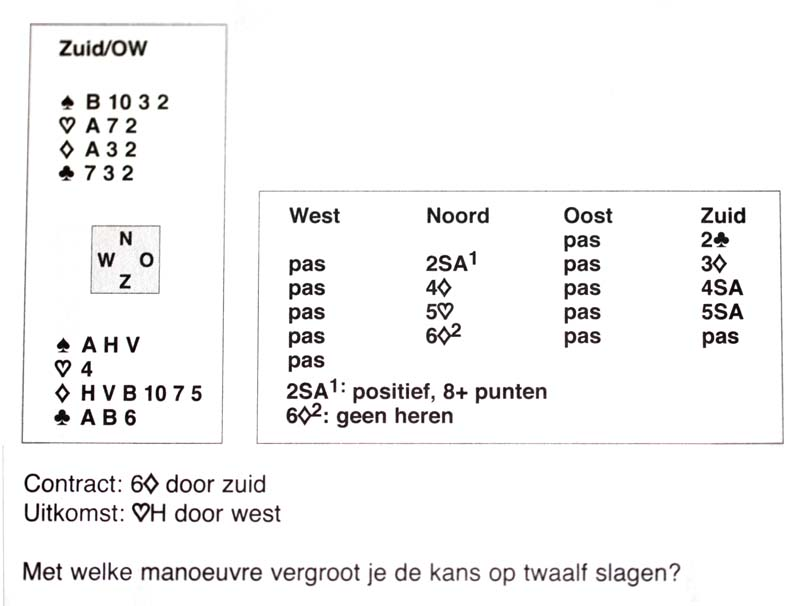 Zuid/OW
♠ B 10 3 2
♡ A 7 2
♢ A 3 2
♣ 7 3 2
N
W O
Z
♠ A H V
♡ 4
♢ H V B 10 7 5
♣ A B 6
West Noord Oost Zuid
pas 2♣
pas 2SA¹ pas 3♢
pas 4♢ pas 4SA
pas 5♡ pas 5SA
pas 6♢² pas pas
pas
2SA¹: positief, 8+ punten
6♢²: geen heren
Contract: 6♢ door zuid
Uitkomst: ♡H door west
Met welke manoeuvre vergroot je de kans op twaalf slagen?